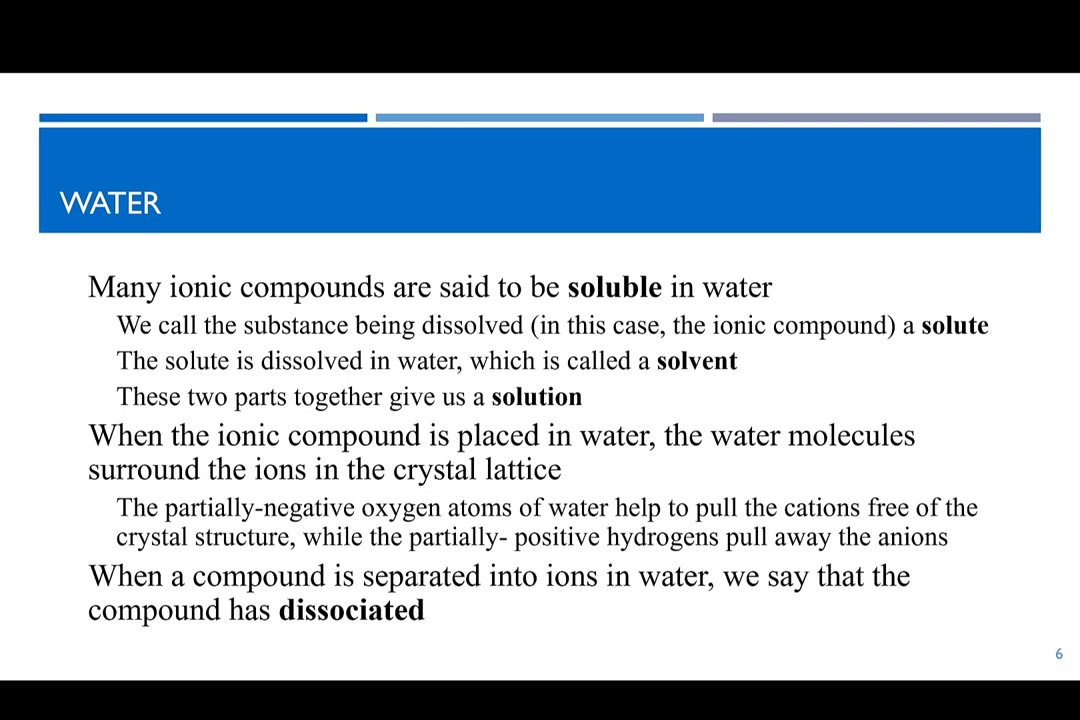 WATER
Many ionic compounds are said to be soluble in water
We call the substance being dissolved (in this case, the ionic compound) a solute
The solute is dissolved in water, which is called a solvent
These two parts together give us a solution
When the ionic compound is placed in water, the water molecules
surround the ions in the crystal lattice
The partially-negative oxygen atoms of water help to pull the cations free of the
crystal structure, while the partially- positive hydrogens pull away the anions
When a compound is separated into ions in water, we say that the
compound has dissociated
6